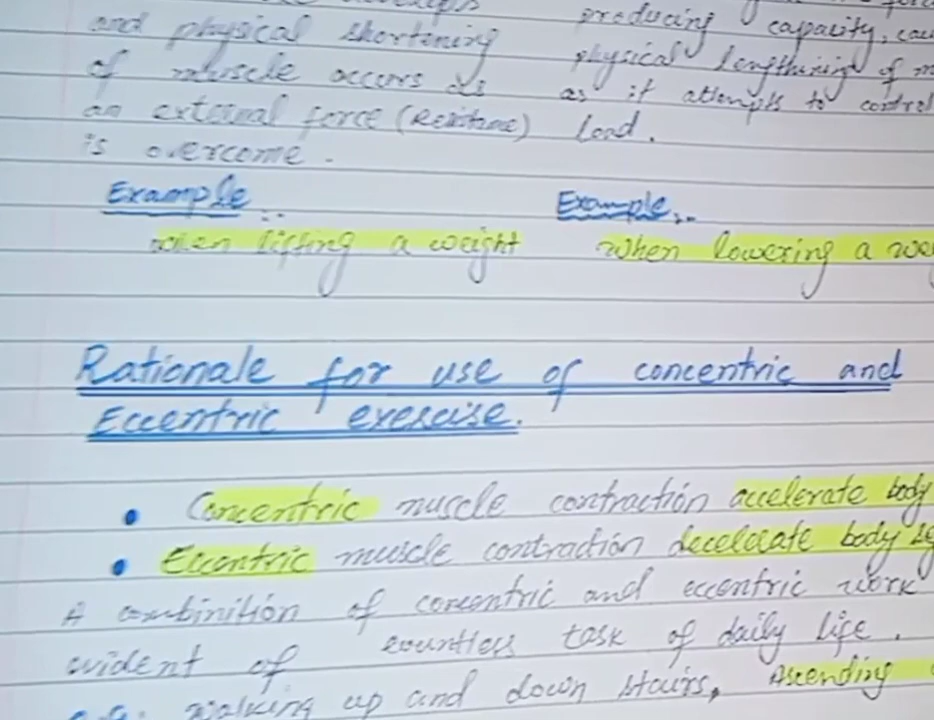 and physical shortening
of muscle occurs as
an external force (Resistance)
is overcome.
producing capacity,
physical lengthining of
as it attempts to control
load.
Example
Example
when lifting a weight
when lowering a
Rationale for use of concentric and
Eccentric exercise.
• Concentric muscle contraction accelerate body
• Eccentric muscle contraction decelerate body
A combinition of concentric and eccentric work
evident of countless task of daily life.
e.g. walking up and down stairs, Ascending